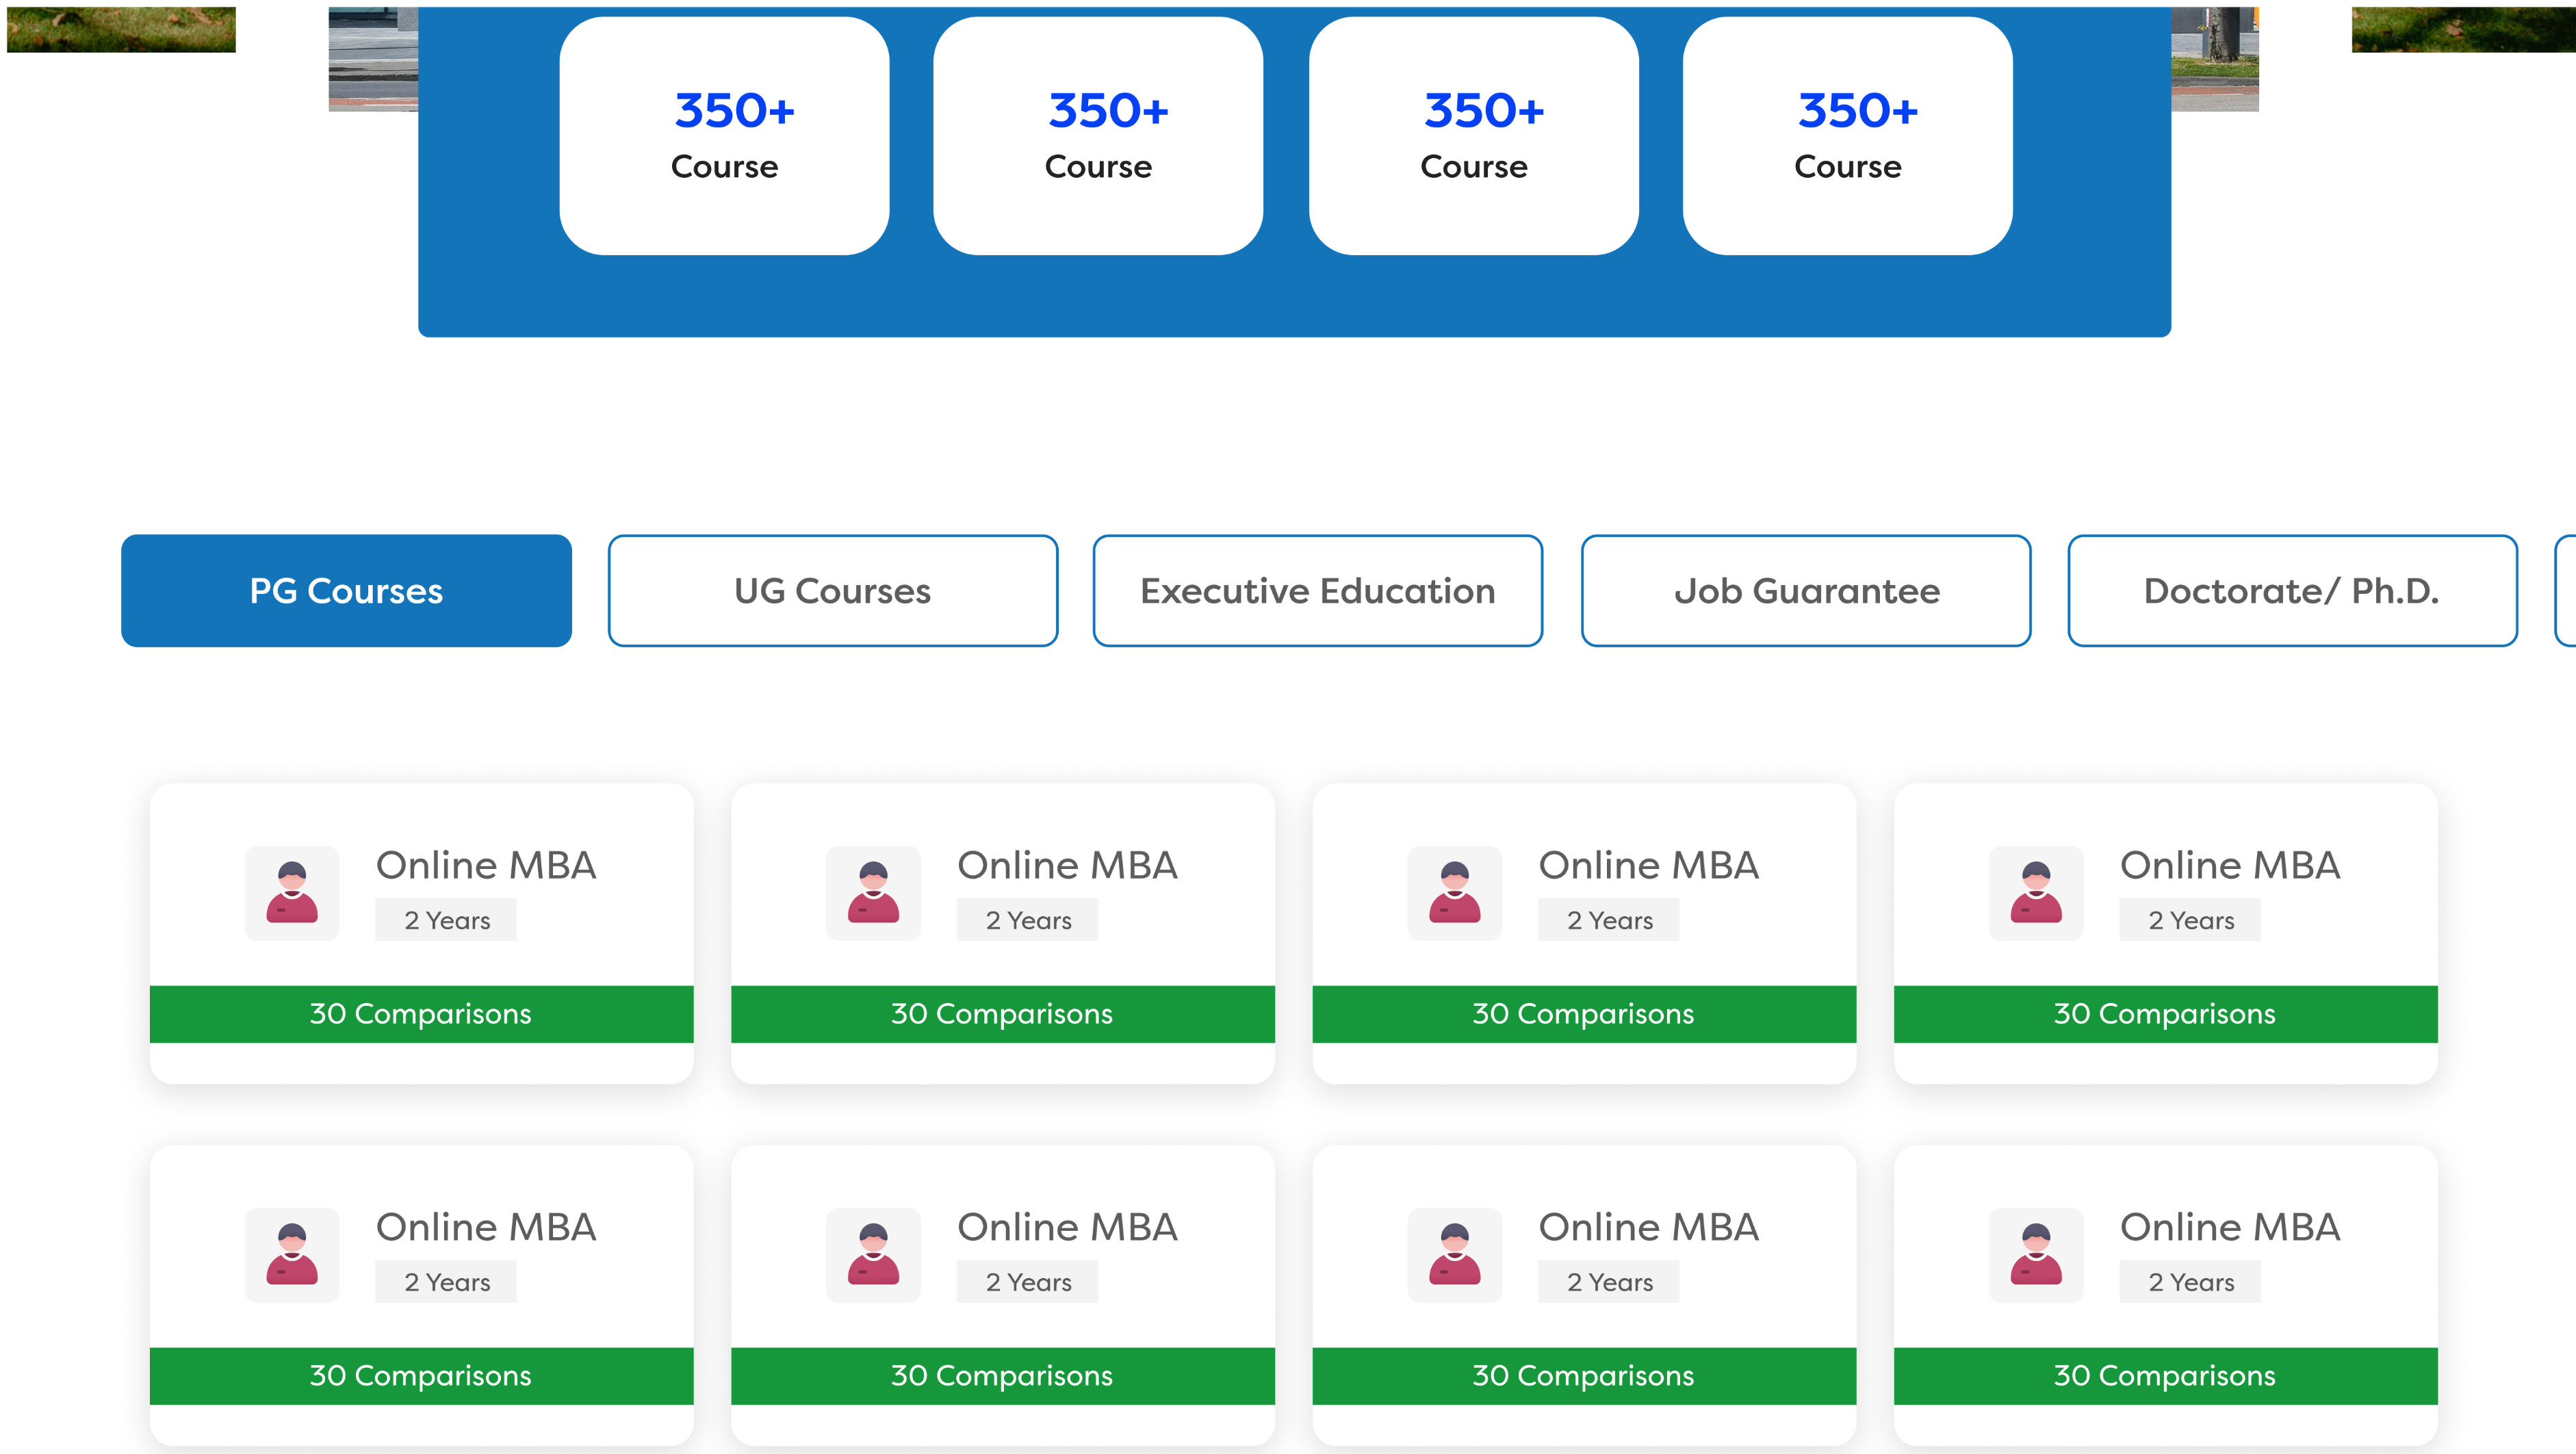 350+ 350+ 350+ 350+
Course Course Course Course
PG Courses UG Courses Executive Education Job Guarantee Doctorate/ Ph.D.
Online MBA Online MBA Online MBA Online MBA
2 Years 2 Years 2 Years 2 Years
30 Comparisons 30 Comparisons 30 Comparisons 30 Comparisons
Online MBA Online MBA Online MBA Online MBA
2 Years 2 Years 2 Years 2 Years
30 Comparisons 30 Comparisons 30 Comparisons 30 Comparisons